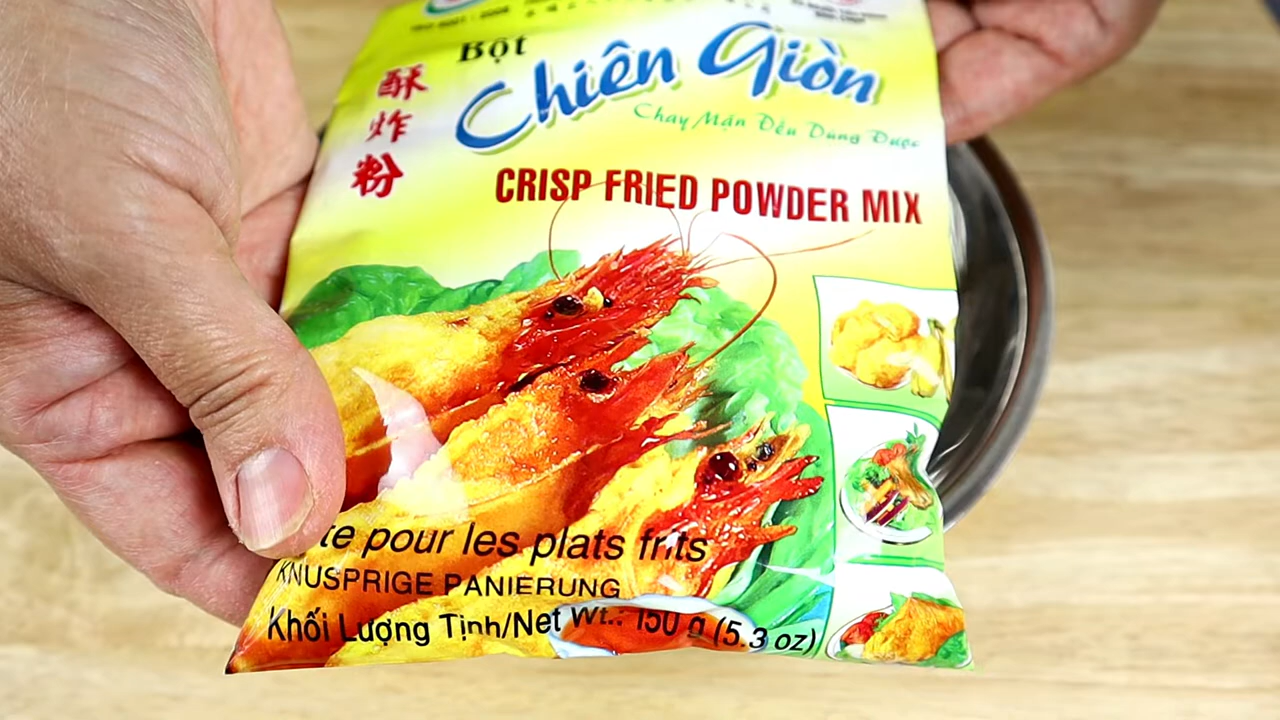 Bột
Chiên Giòn
Chay Mặn Đều Dùng Được
酥炸粉
CRISP FRIED POWDER MIX
te pour les plats frits
KNUSPRIGE PANIERUNG
Khối Lượng Tịnh/Net Wt.: 150 g (5.3 oz)